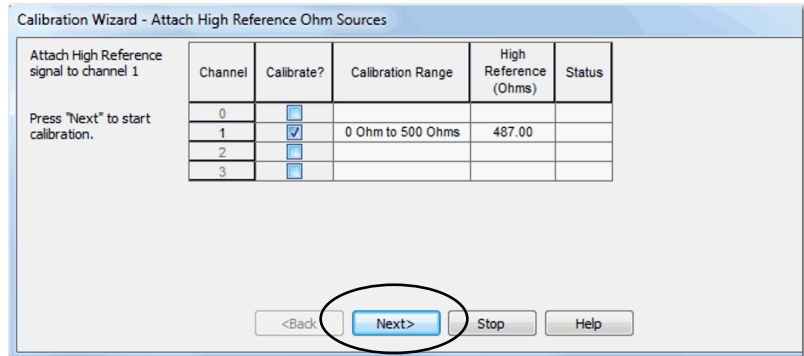 Calibration Wizard - Attach High Reference Ohm Sources
Attach High Reference
signal to channel 1
Press "Next" to start
calibration.
Channel Calibrate? Calibration Range High Reference (Ohms) Status
0
1 0 Ohm to 500 Ohms 487.00
2
3
<Back Next> Stop Help